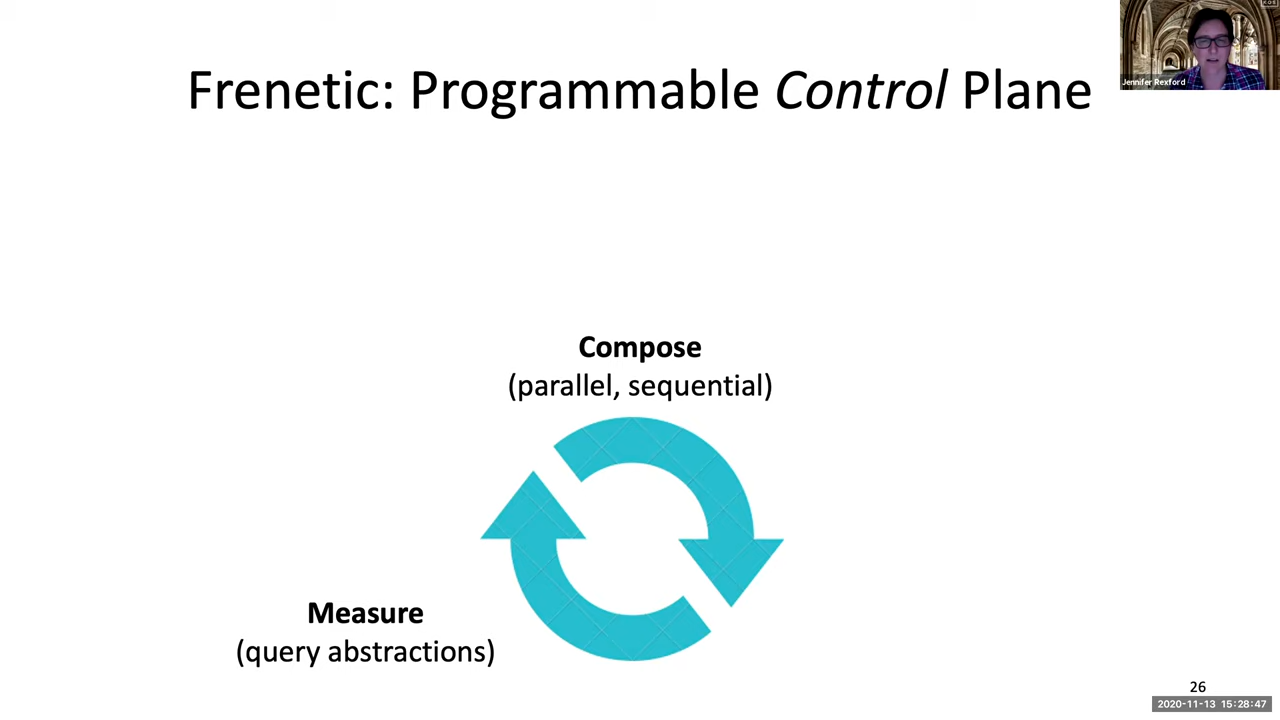 Frenetic: Programmable Control Plane
Jennifer Rexford
Compose
(parallel, sequential)
Measure
(query abstractions)
26
2020-11-13 15:28:47